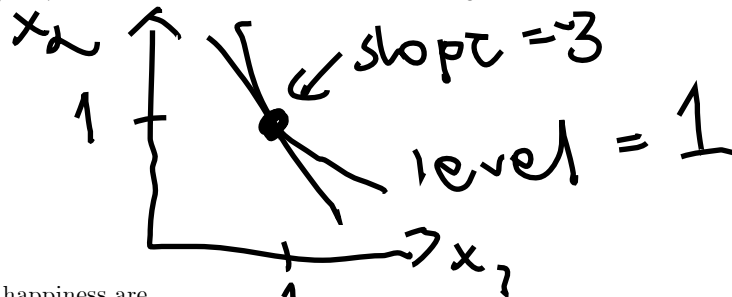 x₂
slope = -3
1
level = 1
x₁
1
happiness are